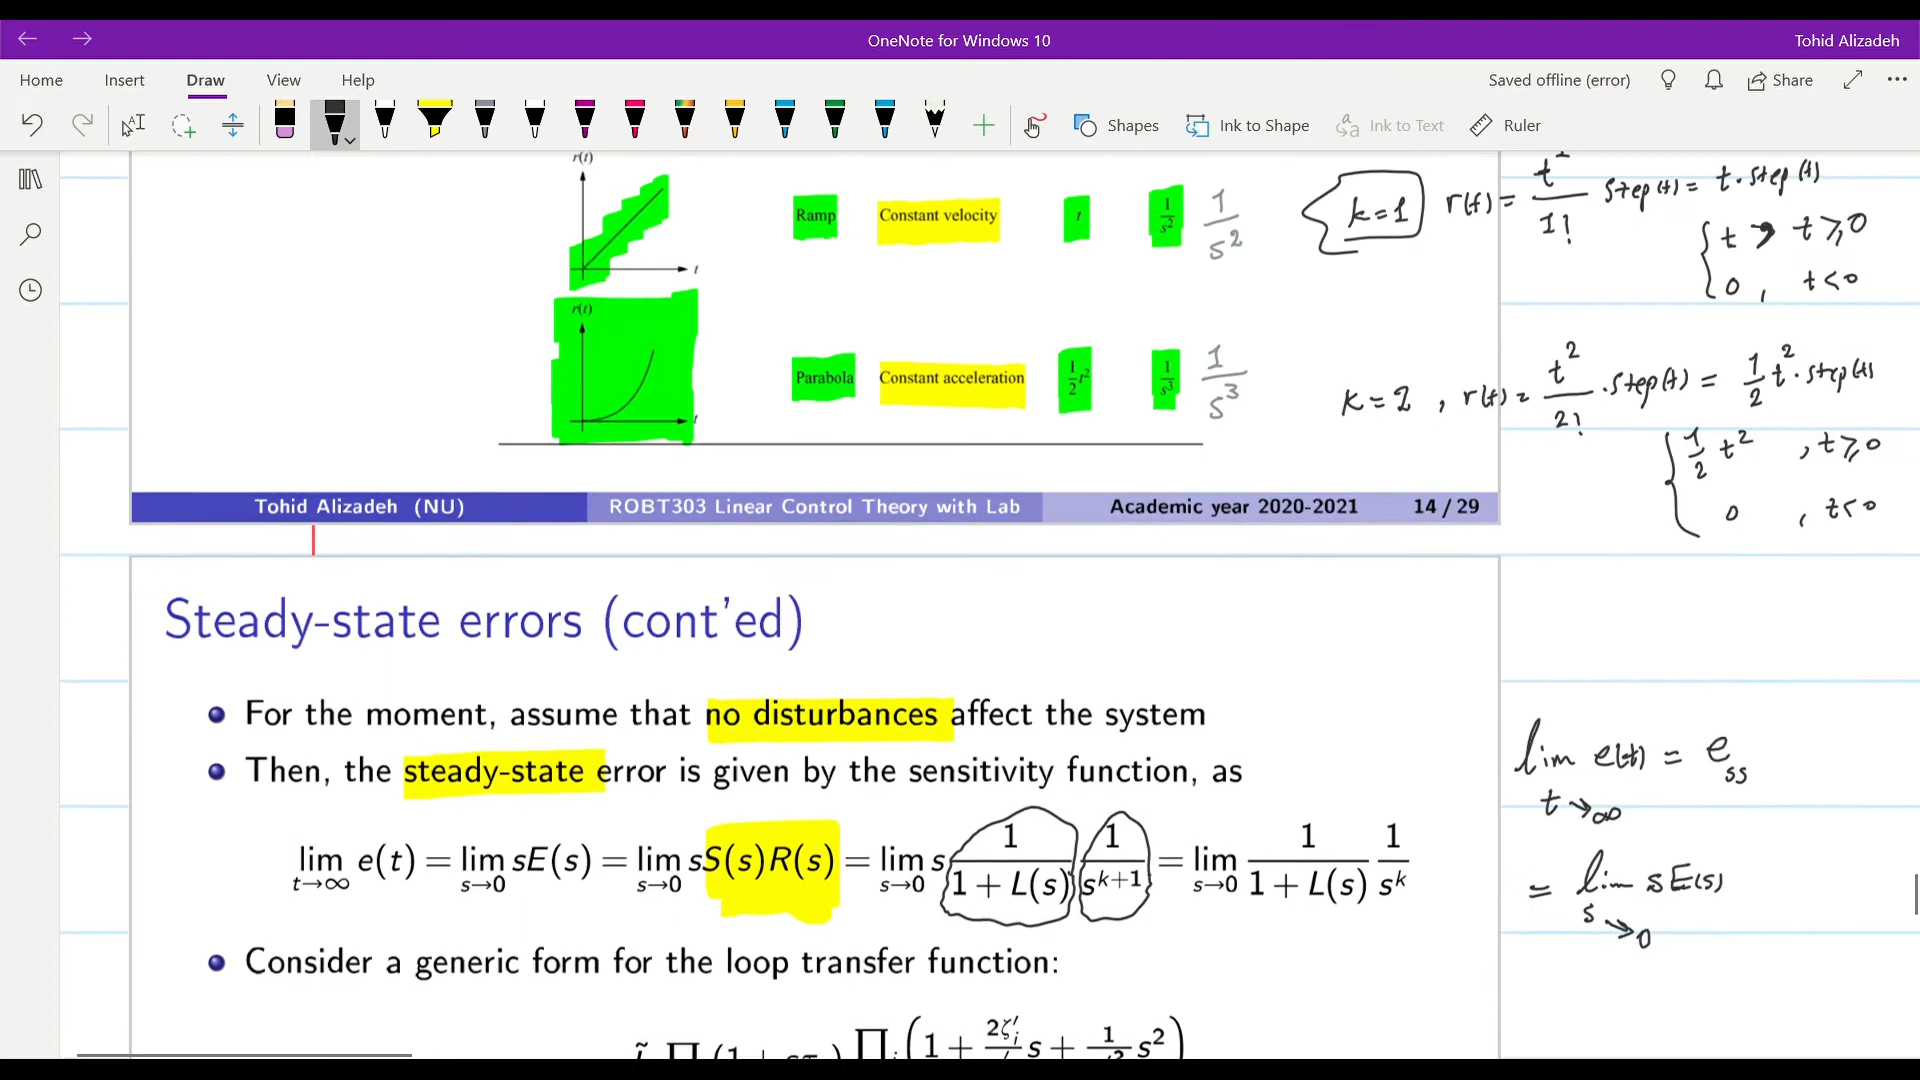 OneNote for Windows 10
Tohid Alizadeh
Home Insert Draw View Help
Saved offline (error) Share
Shapes Ink to Shape Ink to Text Ruler
r(t)
t
Ramp Constant velocity t 1/s² 1/s²
k=1 r(t) = t/1! step(t) = t · step(t)
{ t , t ≥ 0
0 , t < 0
r(t)
t
Parabola Constant acceleration 1/2 t² 1/s³ 1/s³
k = 2 , r(t) = t²/2! · step(t) = 1/2 t² · step(t)
{ 1/2 t² , t ≥ 0
0 , t < 0
Tohid Alizadeh (NU) ROBT303 Linear Control Theory with Lab Academic year 2020-2021 14 / 29
Steady-state errors (cont'ed)
For the moment, assume that no disturbances affect the system
Then, the steady-state error is given by the sensitivity function, as
lim t→∞ e(t) = lim s→0 sE(s) = lim s→0 sS(s)R(s) = lim s→0 s 1/(1 + L(s)) 1/s^(k+1) = lim s→0 1/(1 + L(s)) 1/s^k
lim t→∞ e(t) = e_ss
= lim s→0 sE(s)
Consider a generic form for the loop transfer function: